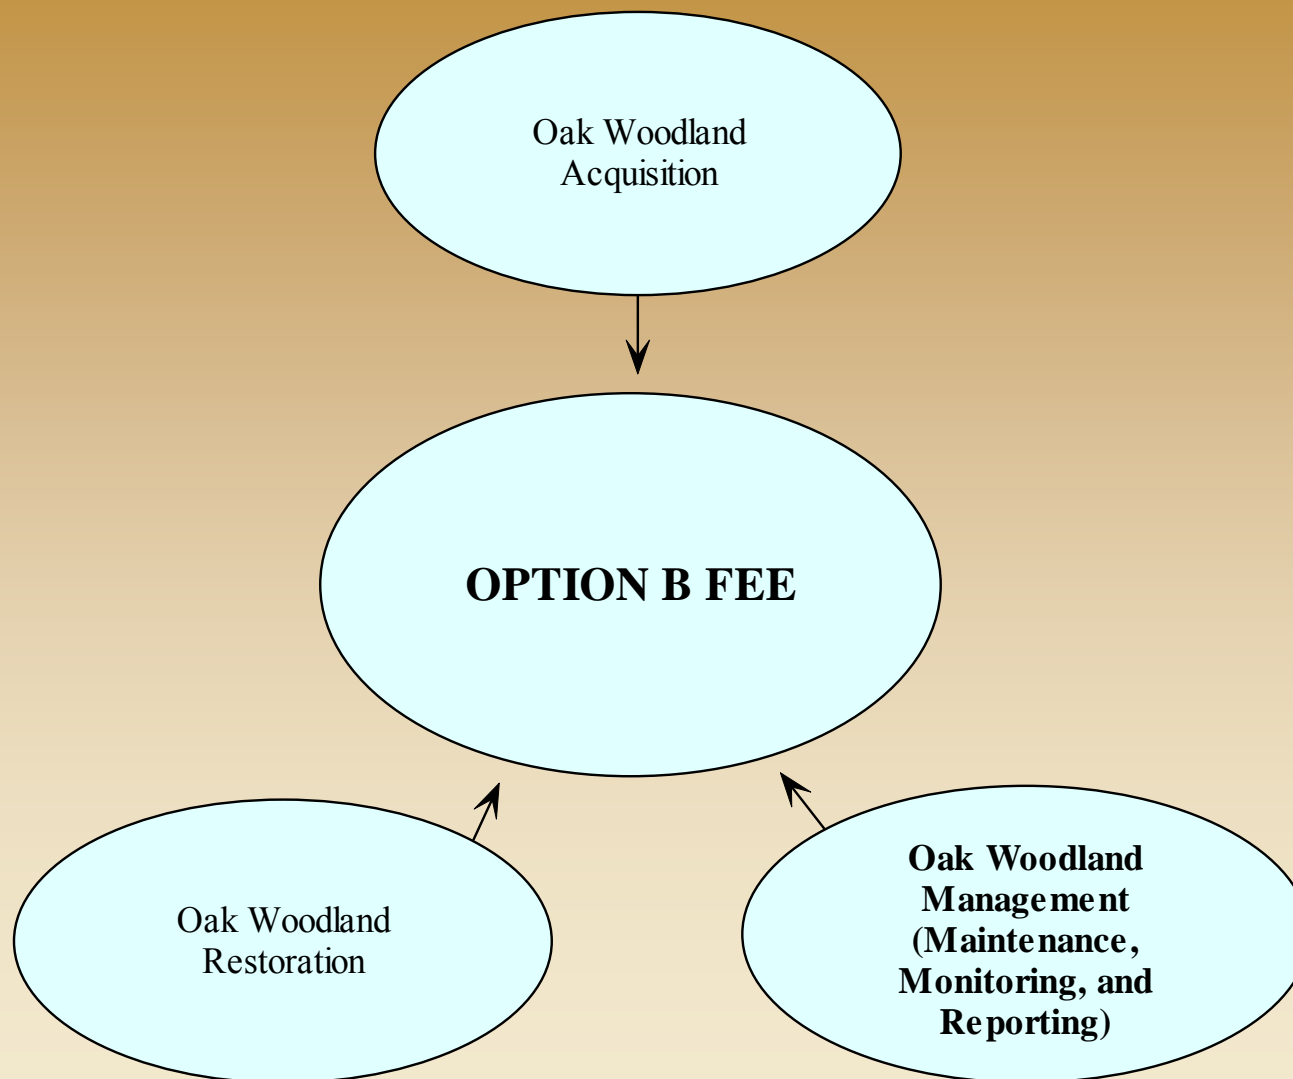 Oak Woodland
Acquisition
OPTION B FEE
Oak Woodland
Restoration
Oak Woodland
Management
(Maintenance,
Monitoring, and
Reporting)